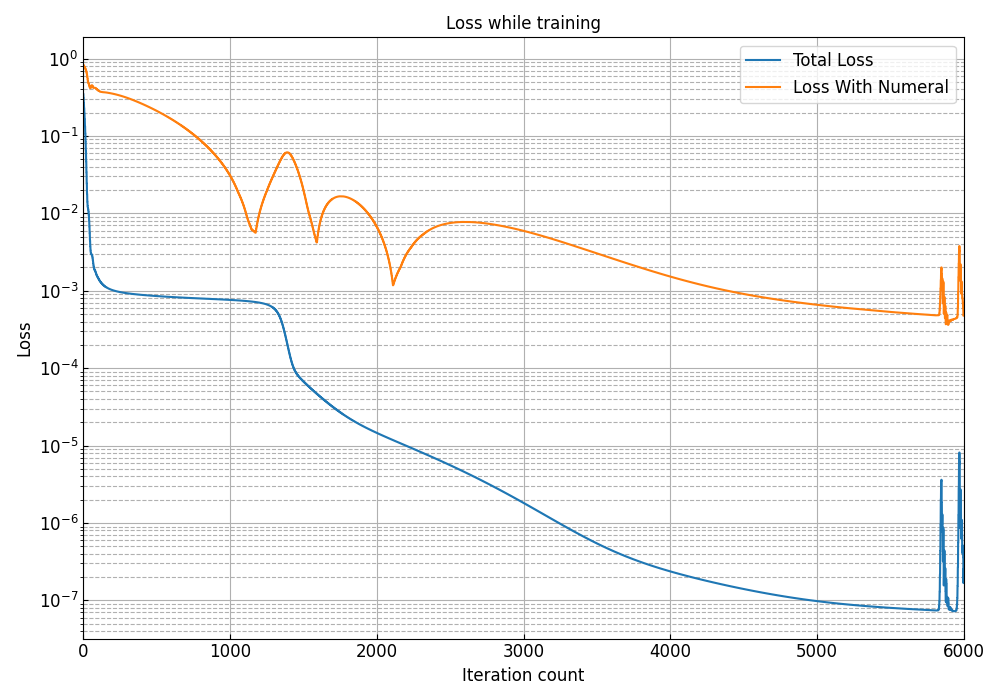 Loss while training
10^0
10^-1
10^-2
10^-3
10^-4
10^-5
10^-6
10^-7
Loss
Total Loss
Loss With Numeral
0 1000 2000 3000 4000 5000 6000
Iteration count